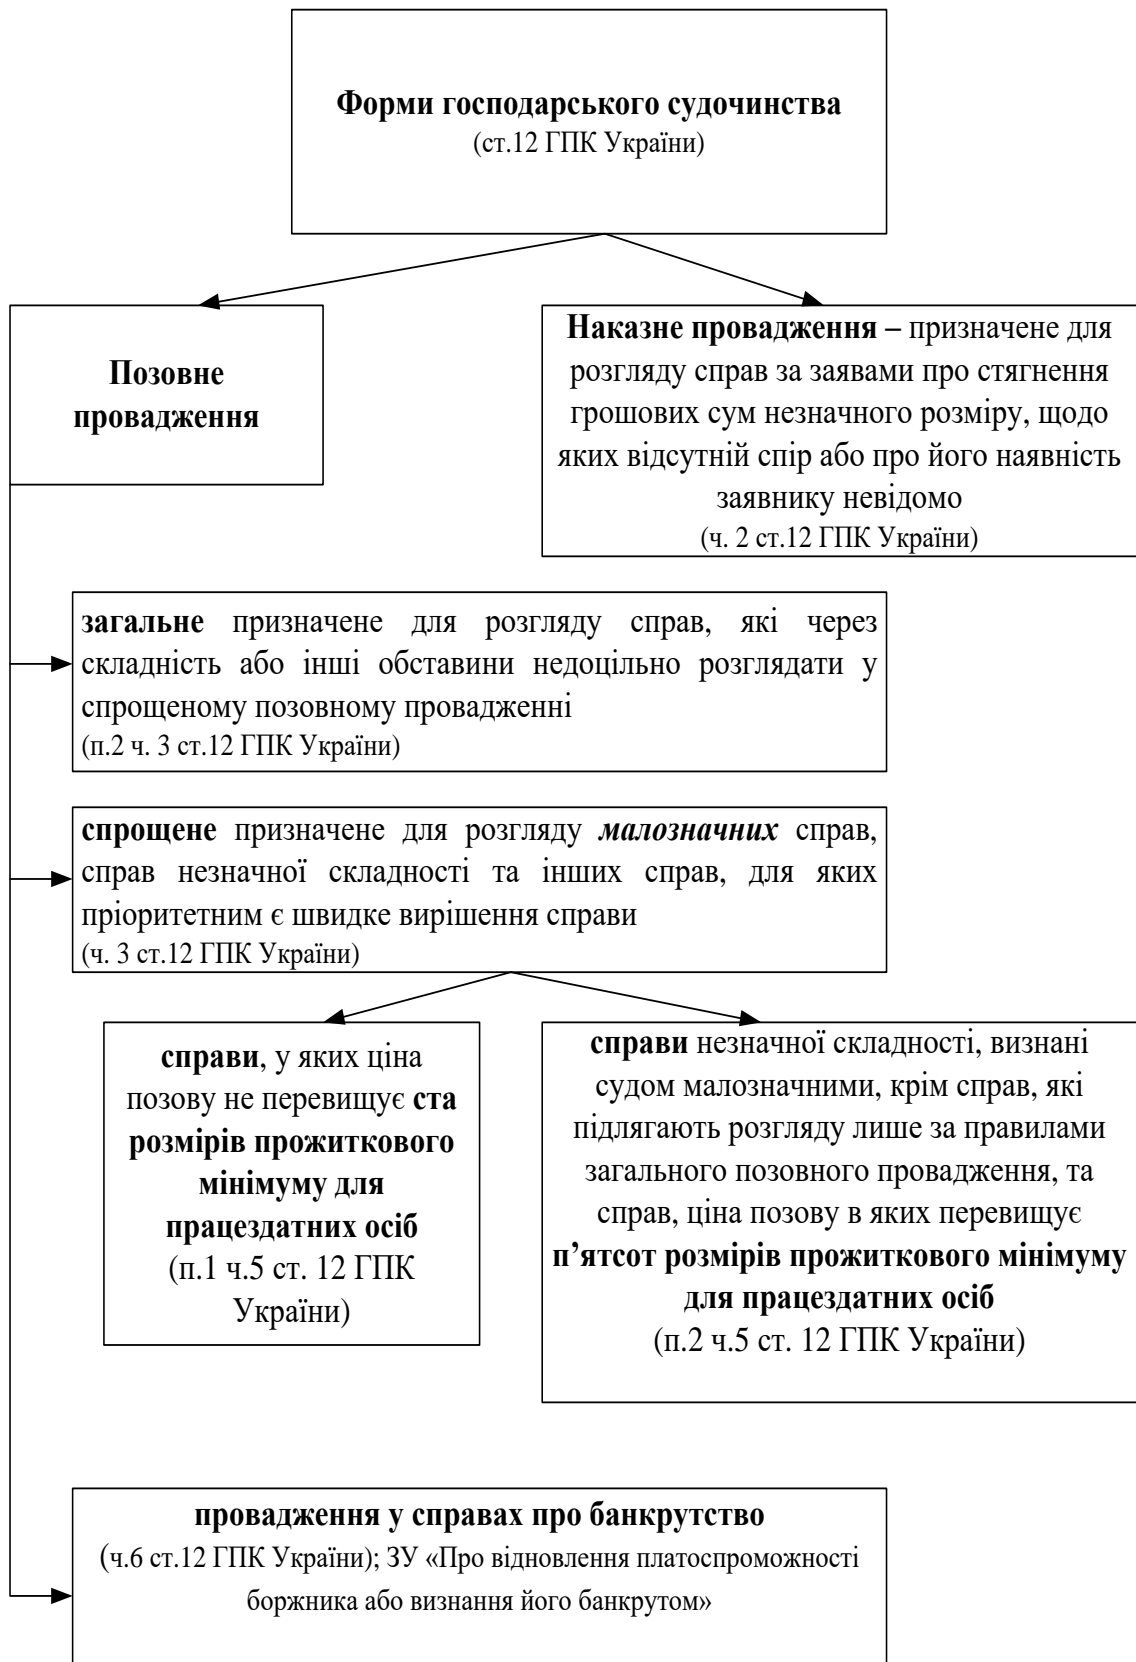 Форми господарського судочинства
(ст.12 ГПК України)
Позовне
провадження
Наказне провадження – призначене для
розгляду справ за заявами про стягнення
грошових сум незначного розміру, щодо
яких відсутній спір або про його наявність
заявнику невідомо
(ч. 2 ст.12 ГПК України)
загальне призначене для розгляду справ, які через
складність або інші обставини недоцільно розглядати у
спрощеному позовному провадженні
(п.2 ч. 3 ст.12 ГПК України)
спрощене призначене для розгляду малозначних справ,
справ незначної складності та інших справ, для яких
пріоритетним є швидке вирішення справи
(ч. 3 ст.12 ГПК України)
справи, у яких ціна
позову не перевищує ста
розмірів прожиткового
мінімуму для
працездатних осіб
(п.1 ч.5 ст. 12 ГПК
України)
справи незначної складності, визнані
судом малозначними, крім справ, які
підлягають розгляду лише за правилами
загального позовного провадження, та
справ, ціна позову в яких перевищує
п’ятсот розмірів прожиткового мінімуму
для працездатних осіб
(п.2 ч.5 ст. 12 ГПК України)
провадження у справах про банкрутство
(ч.6 ст.12 ГПК України); ЗУ «Про відновлення платоспроможності
боржника або визнання його банкрутом»